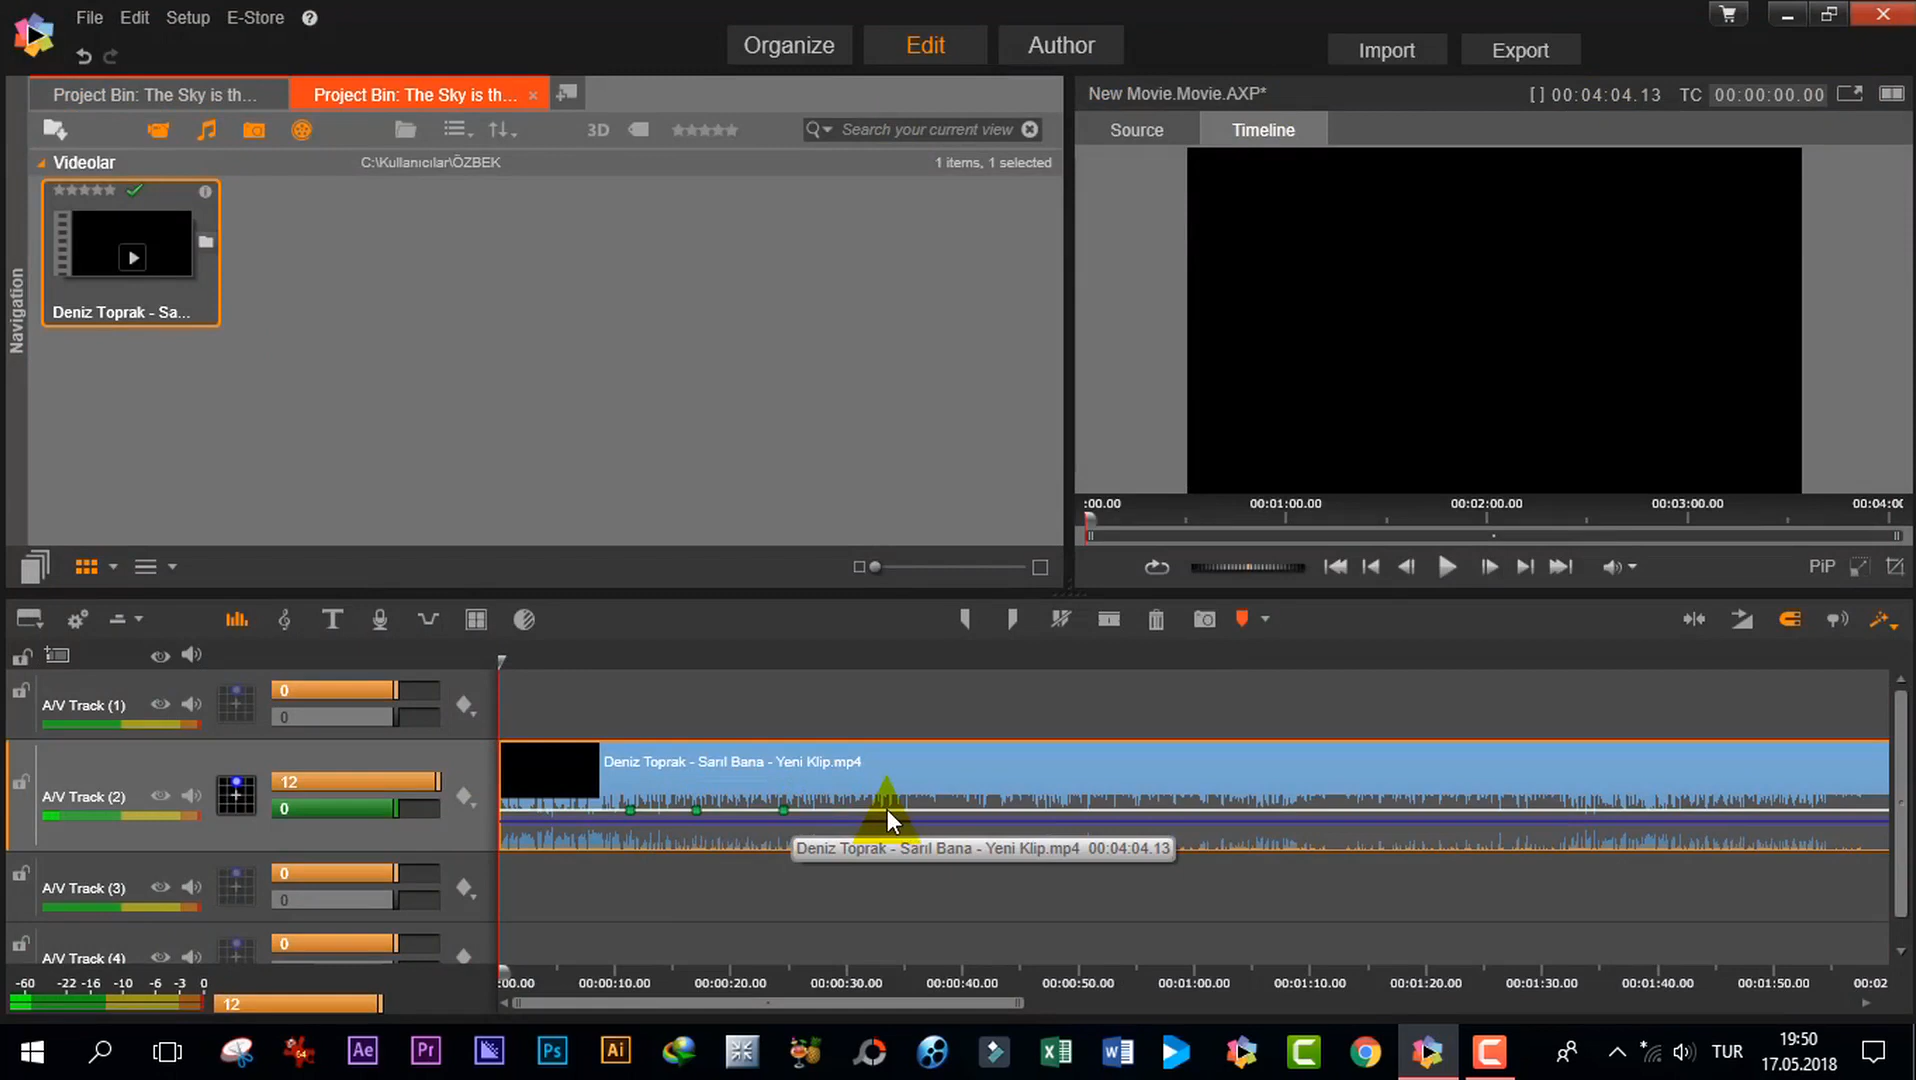 File Edit Setup E-Store ?
Organize Edit Author Import Export
Project Bin: The Sky is th... Project Bin: The Sky is th... ×
New Movie.Movie.AXP* [ ] 00:04:04.13 TC 00:00:00.00
3D Search your current view
Source Timeline
Videolar C:\Kullanıcılar\ÖZBEK 1 items, 1 selected
Navigation
Deniz Toprak - Sa...
:00.00 00:01:00.00 00:02:00.00 00:03:00.00 00:04:0
PiP
A/V Track (1) 0
0
A/V Track (2) 12
0
Deniz Toprak - Sarıl Bana - Yeni Klip.mp4
Deniz Toprak - Sarıl Bana - Yeni Klip.mp4 00:04:04.13
A/V Track (3) 0
0
A/V Track (4) 0
-60 -22 -16 -10 -6 -3 0
12
:00.00 00:00:10.00 00:00:20.00 00:00:30.00 00:00:40.00 00:00:50.00 00:01:00.00 00:01:10.00 00:01:20.00 00:01:30.00 00:01:40.00 00:01:50.00 00:02
64 Ae Pr Ps Ai TUR
19:50
17.05.2018